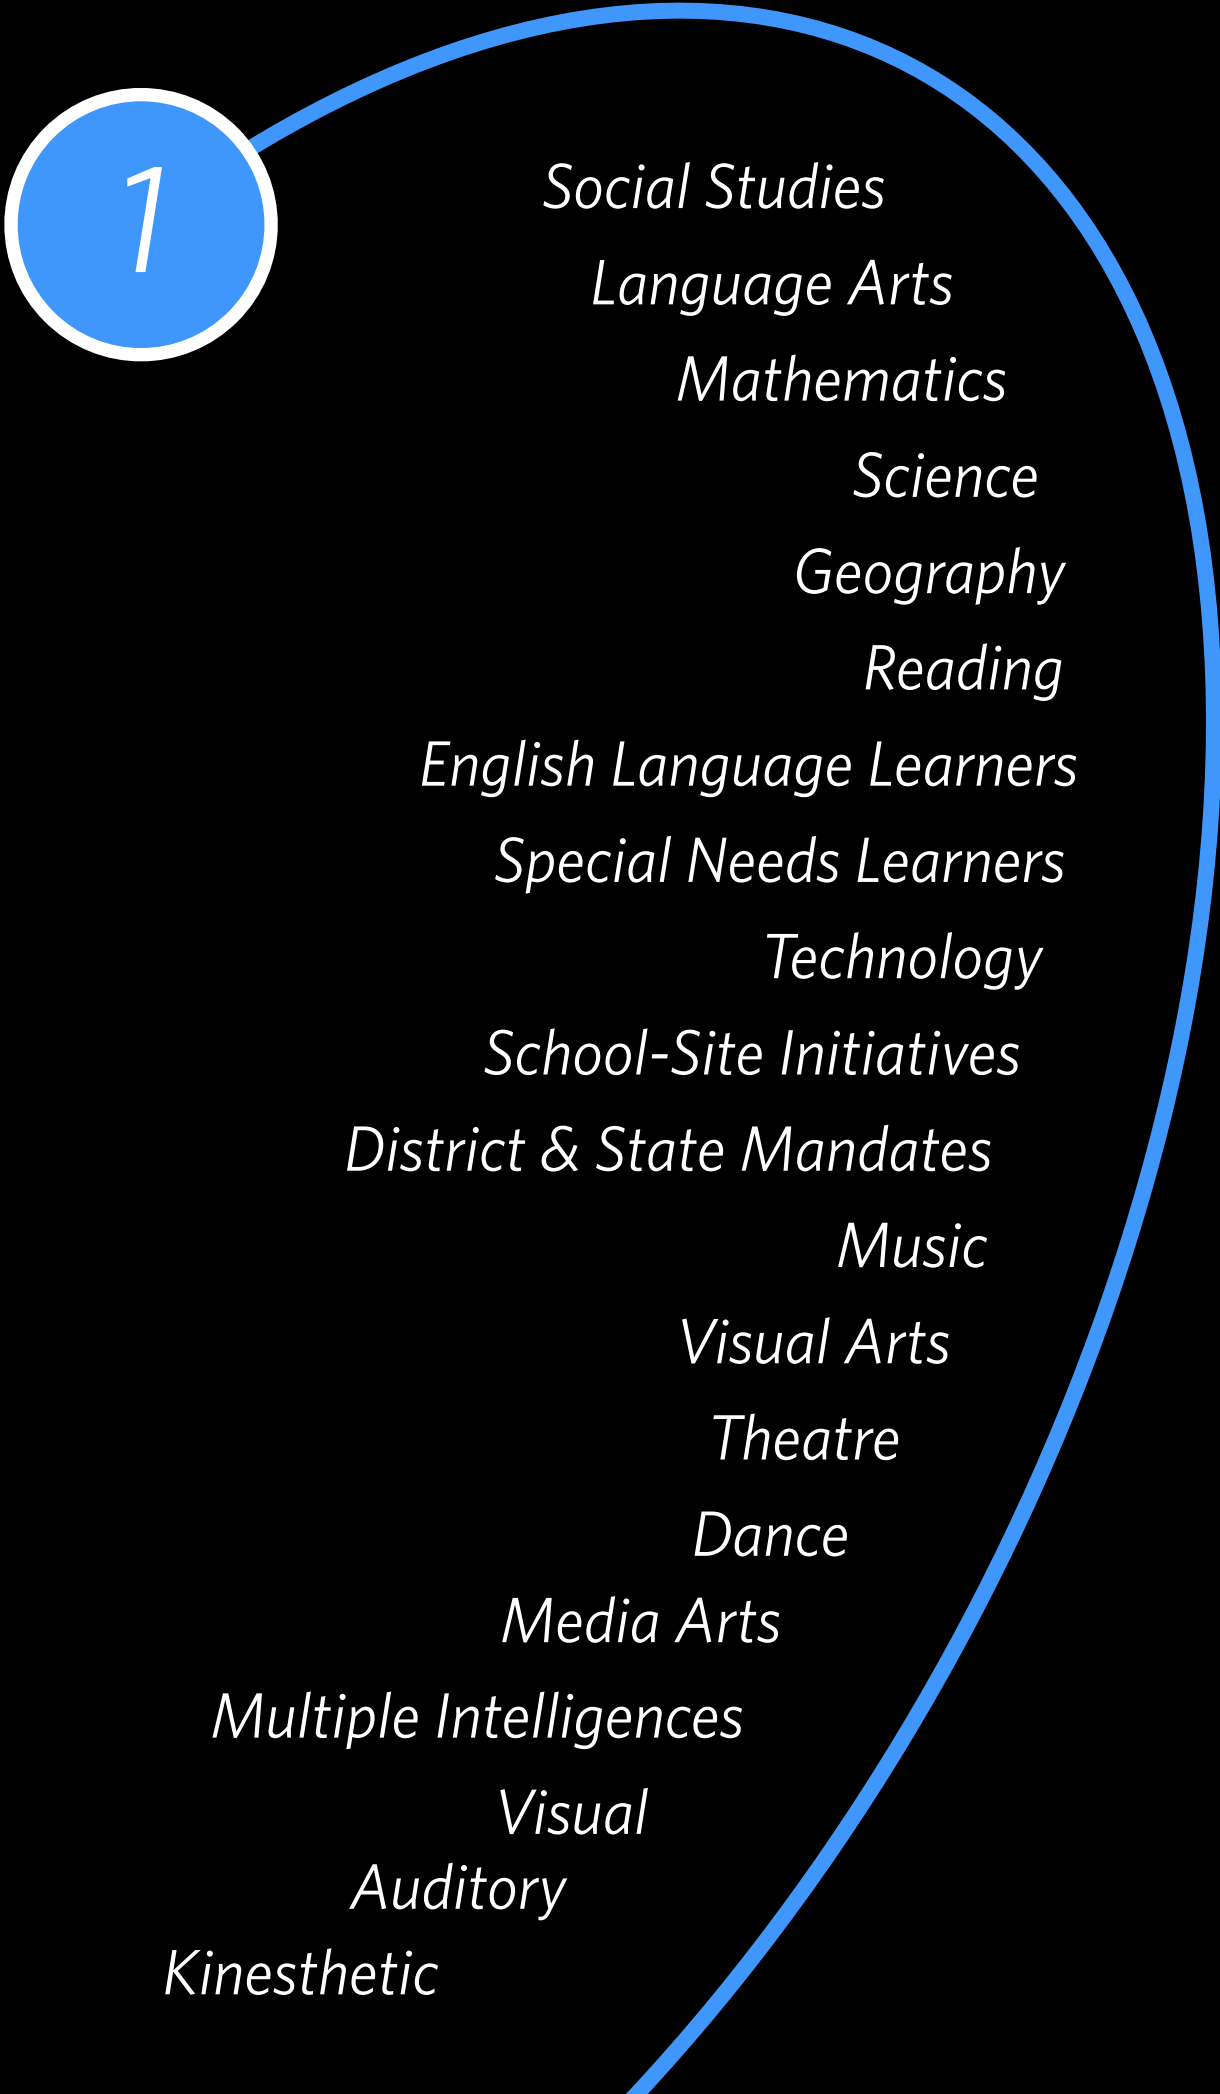 1
Social Studies
Language Arts
Mathematics
Science
Geography
Reading
English Language Learners
Special Needs Learners
Technology
School-Site Initiatives
District & State Mandates
Music
Visual Arts
Theatre
Dance
Media Arts
Multiple Intelligences
Visual
Auditory
Kinesthetic